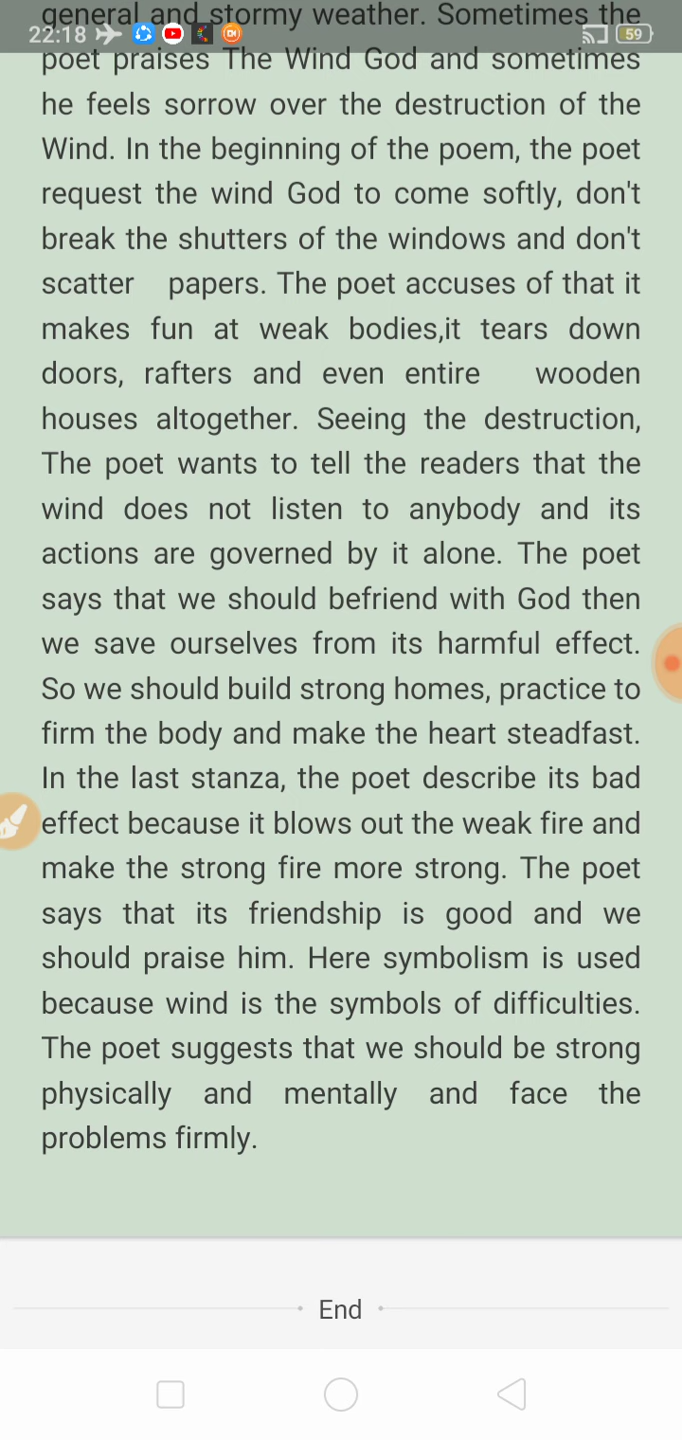 general and stormy weather. Sometimes the
22:18
59
poet praises The Wind God and sometimes
he feels sorrow over the destruction of the
Wind. In the beginning of the poem, the poet
request the wind God to come softly, don't
break the shutters of the windows and don't
scatter papers. The poet accuses of that it
makes fun at weak bodies,it tears down
doors, rafters and even entire wooden
houses altogether. Seeing the destruction,
The poet wants to tell the readers that the
wind does not listen to anybody and its
actions are governed by it alone. The poet
says that we should befriend with God then
we save ourselves from its harmful effect.
So we should build strong homes, practice to
firm the body and make the heart steadfast.
In the last stanza, the poet describe its bad
effect because it blows out the weak fire and
make the strong fire more strong. The poet
says that its friendship is good and we
should praise him. Here symbolism is used
because wind is the symbols of difficulties.
The poet suggests that we should be strong
physically and mentally and face the
problems firmly.
End